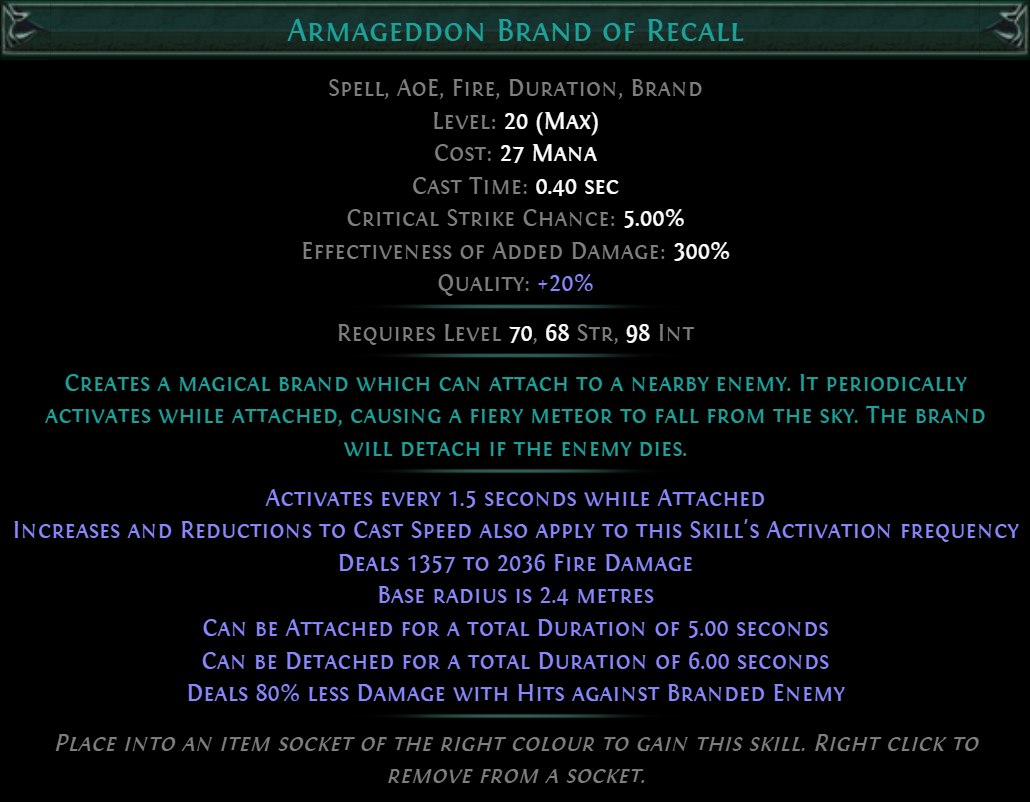 Armageddon Brand of Recall
Spell, AoE, Fire, Duration, Brand
Level: 20 (Max)
Cost: 27 Mana
Cast Time: 0.40 sec
Critical Strike Chance: 5.00%
Effectiveness of Added Damage: 300%
Quality: +20%
Requires Level 70, 68 Str, 98 Int
Creates a magical brand which can attach to a nearby enemy. It periodically
activates while attached, causing a fiery meteor to fall from the sky. The brand
will detach if the enemy dies.
Activates every 1.5 seconds while Attached
Increases and Reductions to Cast Speed also apply to this Skill's Activation frequency
Deals 1357 to 2036 Fire Damage
Base radius is 2.4 metres
Can be Attached for a total Duration of 5.00 seconds
Can be Detached for a total Duration of 6.00 seconds
Deals 80% less Damage with Hits against Branded Enemy
Place into an item socket of the right colour to gain this skill. Right click to
remove from a socket.